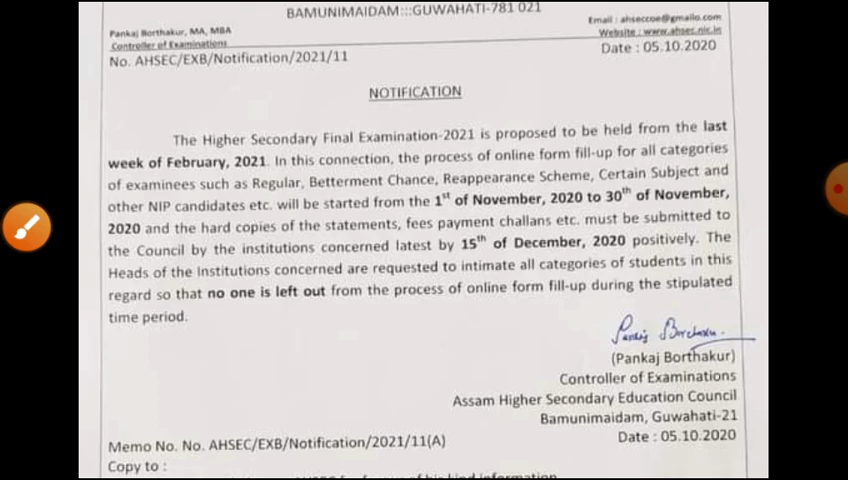 BAMUNIMAIDAM:::GUWAHATI-781 021
Pankaj Borthakur, MA, MBA
Controller of Examinations
Email : ahseccoe@gmailo.com
Website : www.ahsec.nic.in
No. AHSEC/EXB/Notification/2021/11
Date : 05.10.2020
NOTIFICATION
The Higher Secondary Final Examination-2021 is proposed to be held from the last
week of February, 2021. In this connection, the process of online form fill-up for all categories
of examinees such as Regular, Betterment Chance, Reappearance Scheme, Certain Subject and
other NIP candidates etc. will be started from the 1st of November, 2020 to 30th of November,
2020 and the hard copies of the statements, fees payment challans etc. must be submitted to
the Council by the institutions concerned latest by 15th of December, 2020 positively. The
Heads of the Institutions concerned are requested to intimate all categories of students in this
regard so that no one is left out from the process of online form fill-up during the stipulated
time period.
Pankaj Borthakur.
(Pankaj Borthakur)
Controller of Examinations
Assam Higher Secondary Education Council
Bamunimaidam, Guwahati-21
Date : 05.10.2020
Memo No. No. AHSEC/EXB/Notification/2021/11(A)
Copy to :
of his kind information